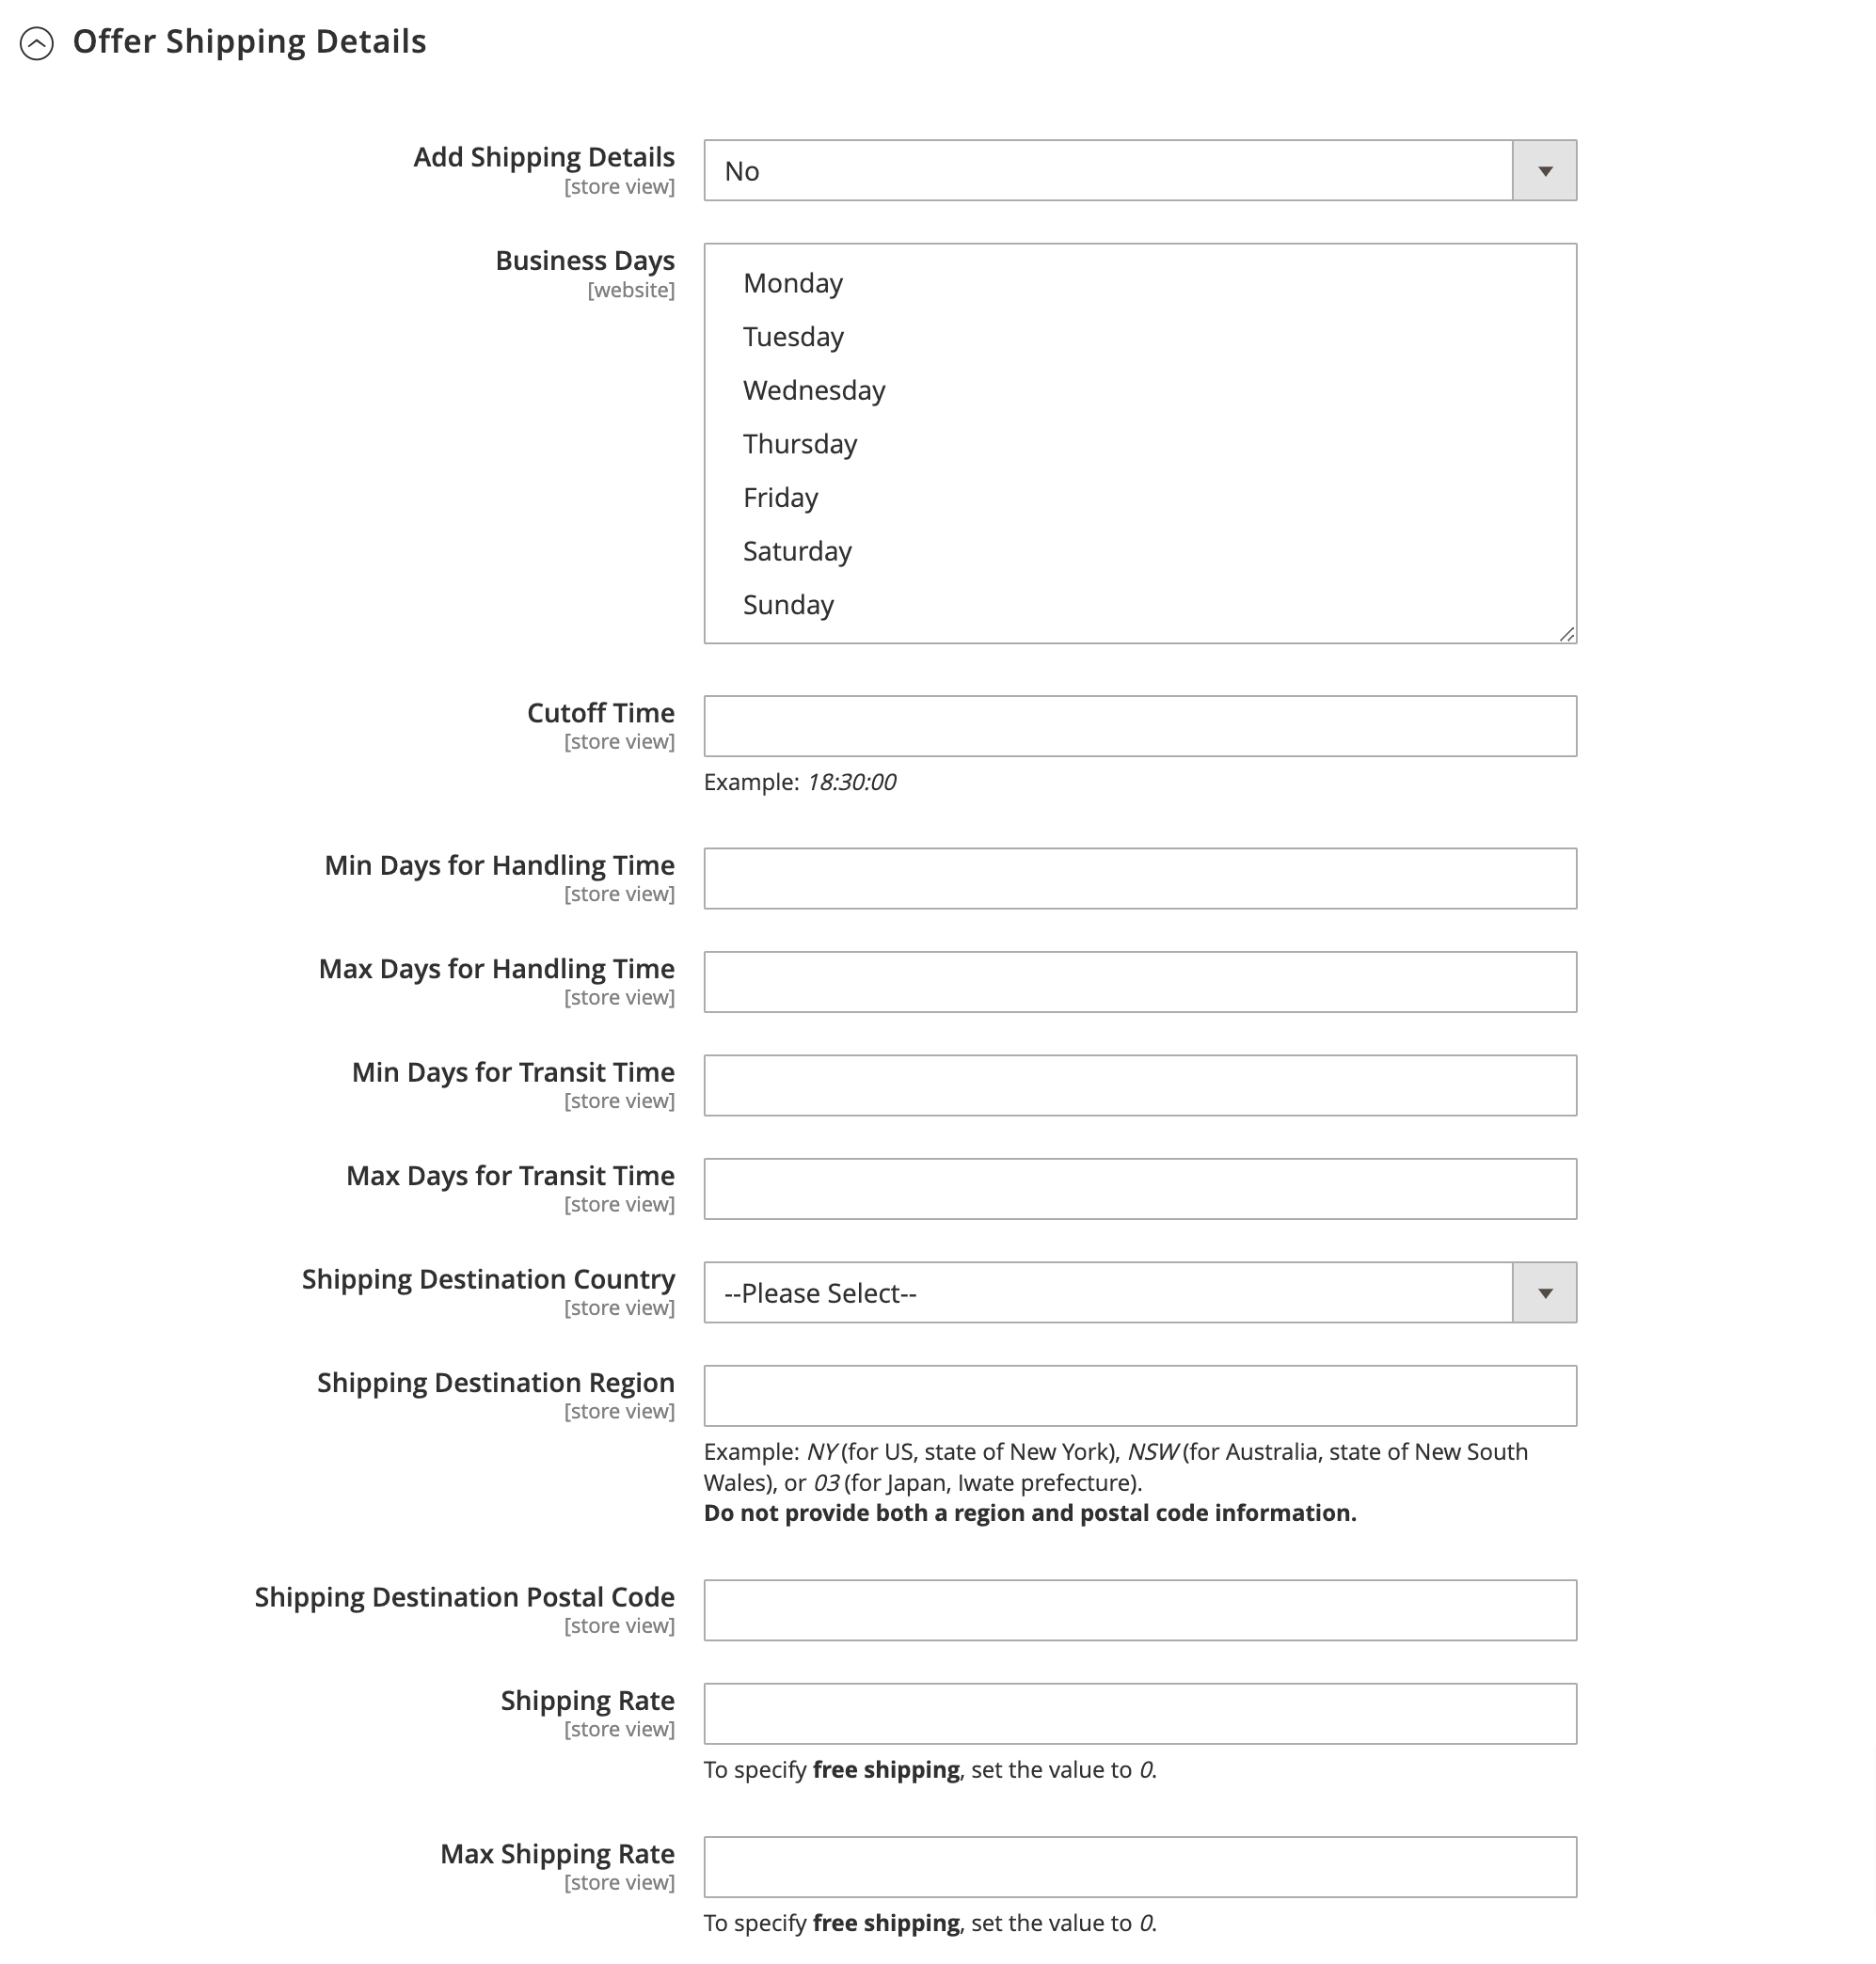 Offer Shipping Details
Add Shipping Details
[store view]
No
Business Days
[website]
Monday
Tuesday
Wednesday
Thursday
Friday
Saturday
Sunday
Cutoff Time
[store view]
Example: 18:30:00
Min Days for Handling Time
[store view]
Max Days for Handling Time
[store view]
Min Days for Transit Time
[store view]
Max Days for Transit Time
[store view]
Shipping Destination Country
[store view]
--Please Select--
Shipping Destination Region
[store view]
Example: NY (for US, state of New York), NSW (for Australia, state of New South
Wales), or 03 (for Japan, Iwate prefecture).
Do not provide both a region and postal code information.
Shipping Destination Postal Code
[store view]
Shipping Rate
[store view]
To specify free shipping, set the value to 0.
Max Shipping Rate
[store view]
To specify free shipping, set the value to 0.